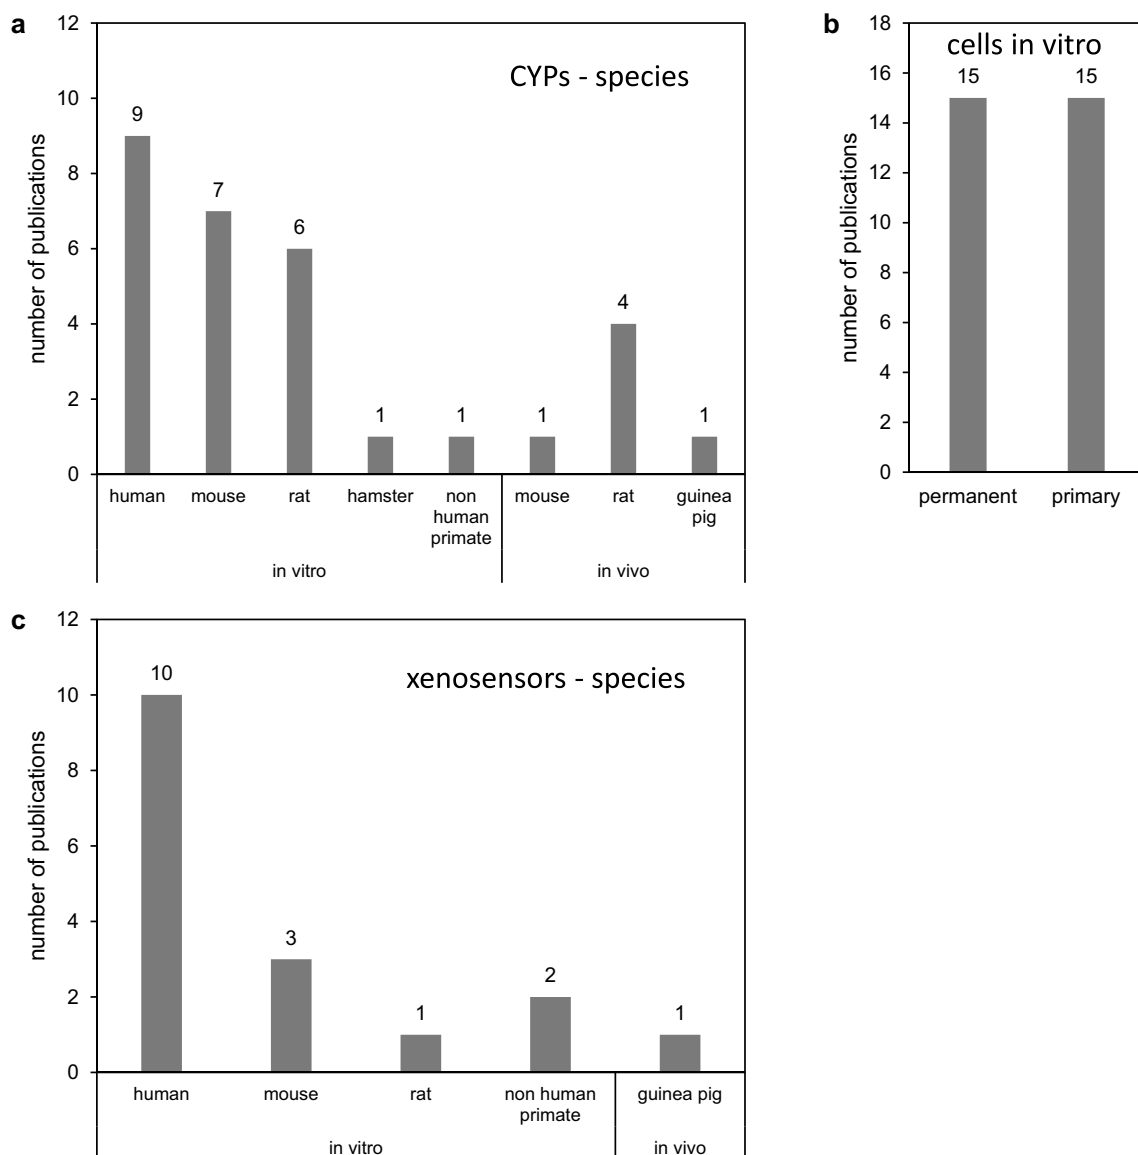 a
CYPs - species
number of publications
12
10
8
6
4
2
0
9
7
6
1
1
1
4
1
human
mouse
rat
hamster
non
human
primate
mouse
rat
guinea
pig
in vitro
in vivo
b
cells in vitro
number of publications
18
16
14
12
10
8
6
4
2
0
15
15
permanent
primary
c
xenosensors - species
number of publications
12
10
8
6
4
2
0
10
3
1
2
1
human
mouse
rat
non human
primate
guinea pig
in vitro
in vivo